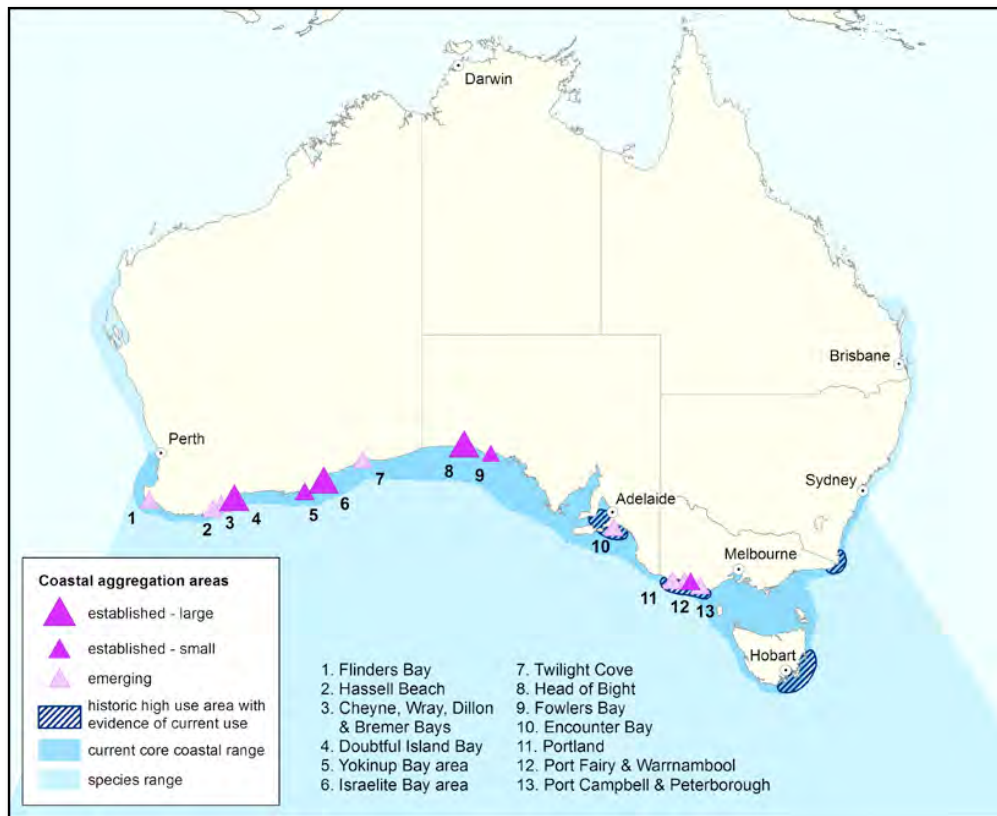 Darwin
Brisbane
Perth
Sydney
Adelaide
Melbourne
Hobart
1
2
3
4
5
6
7
8
9
10
11
12
13
Coastal aggregation areas
established - large
established - small
emerging
historic high use area with
evidence of current use
current core coastal range
species range
1. Flinders Bay
2. Hassell Beach
3. Cheyne, Wray, Dillon
& Bremer Bays
4. Doubtful Island Bay
5. Yokinup Bay area
6. Israelite Bay area
7. Twilight Cove
8. Head of Bight
9. Fowlers Bay
10. Encounter Bay
11. Portland
12. Port Fairy & Warrnambool
13. Port Campbell & Peterborough